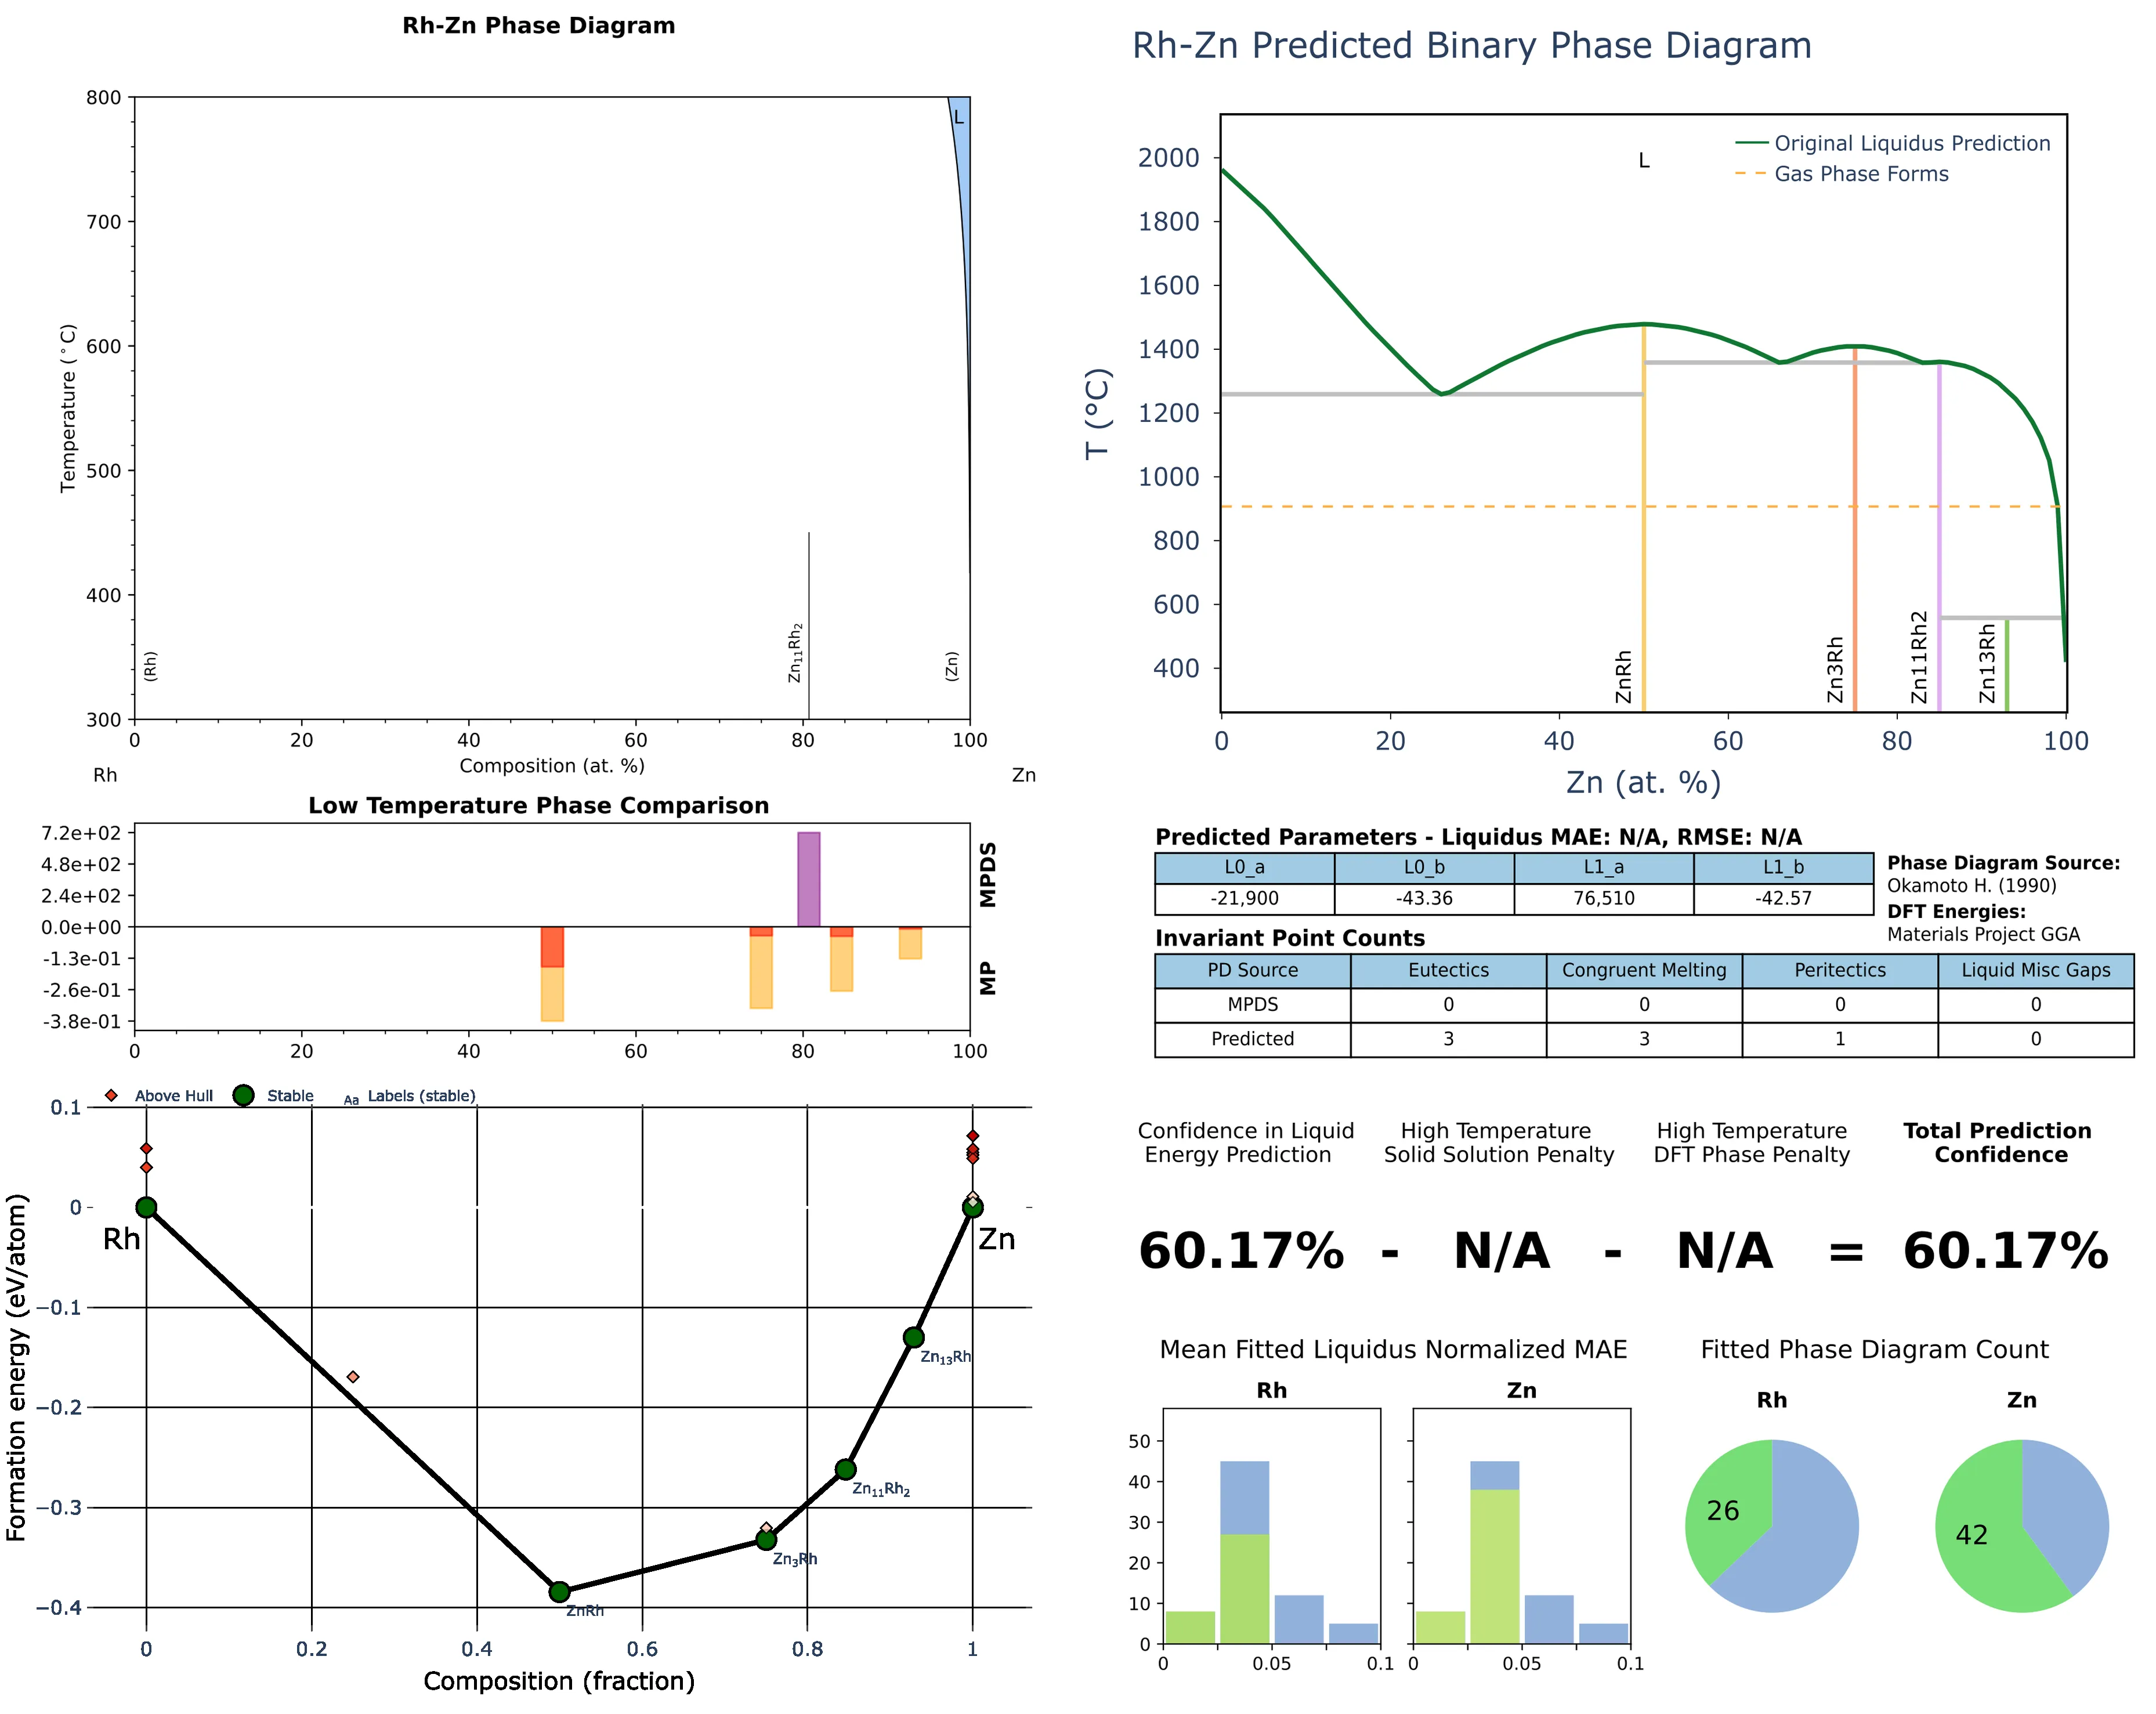 Rh-Zn Phase Diagram
800
700
600
500
400
300
Temperature (°C)
L
(Rh)
Zn11Rh2
(Zn)
0 20 40 60 80 100
Composition (at. %)
Rh Zn
Low Temperature Phase Comparison
7.2e+02
4.8e+02
2.4e+02
0.0e+00
-1.3e-01
-2.6e-01
-3.8e-01
MPDS
MP
0 20 40 60 80 100
Above Hull Stable Aa Labels (stable)
0.1
0
−0.1
−0.2
−0.3
−0.4
Formation energy (eV/atom)
Rh
Zn
Zn13Rh
Zn11Rh2
Zn3Rh
ZnRh
0 0.2 0.4 0.6 0.8 1
Composition (fraction)
Rh-Zn Predicted Binary Phase Diagram
2000
1800
1600
1400
1200
1000
800
600
400
T (°C)
L
Original Liquidus Prediction
Gas Phase Forms
ZnRh
Zn3Rh
Zn11Rh2
Zn13Rh
0 20 40 60 80 100
Zn (at. %)
Predicted Parameters - Liquidus MAE: N/A, RMSE: N/A
L0_a L0_b L1_a L1_b
-21,900 -43.36 76,510 -42.57
Phase Diagram Source:
Okamoto H. (1990)
DFT Energies:
Materials Project GGA
Invariant Point Counts
PD Source Eutectics Congruent Melting Peritectics Liquid Misc Gaps
MPDS 0 0 0 0
Predicted 3 3 1 0
Confidence in Liquid
Energy Prediction
High Temperature
Solid Solution Penalty
High Temperature
DFT Phase Penalty
Total Prediction
Confidence
60.17% - N/A - N/A = 60.17%
Mean Fitted Liquidus Normalized MAE
Rh Zn
50
40
30
20
10
0
0 0.05 0.1 0 0.05 0.1
Fitted Phase Diagram Count
Rh Zn
26 42